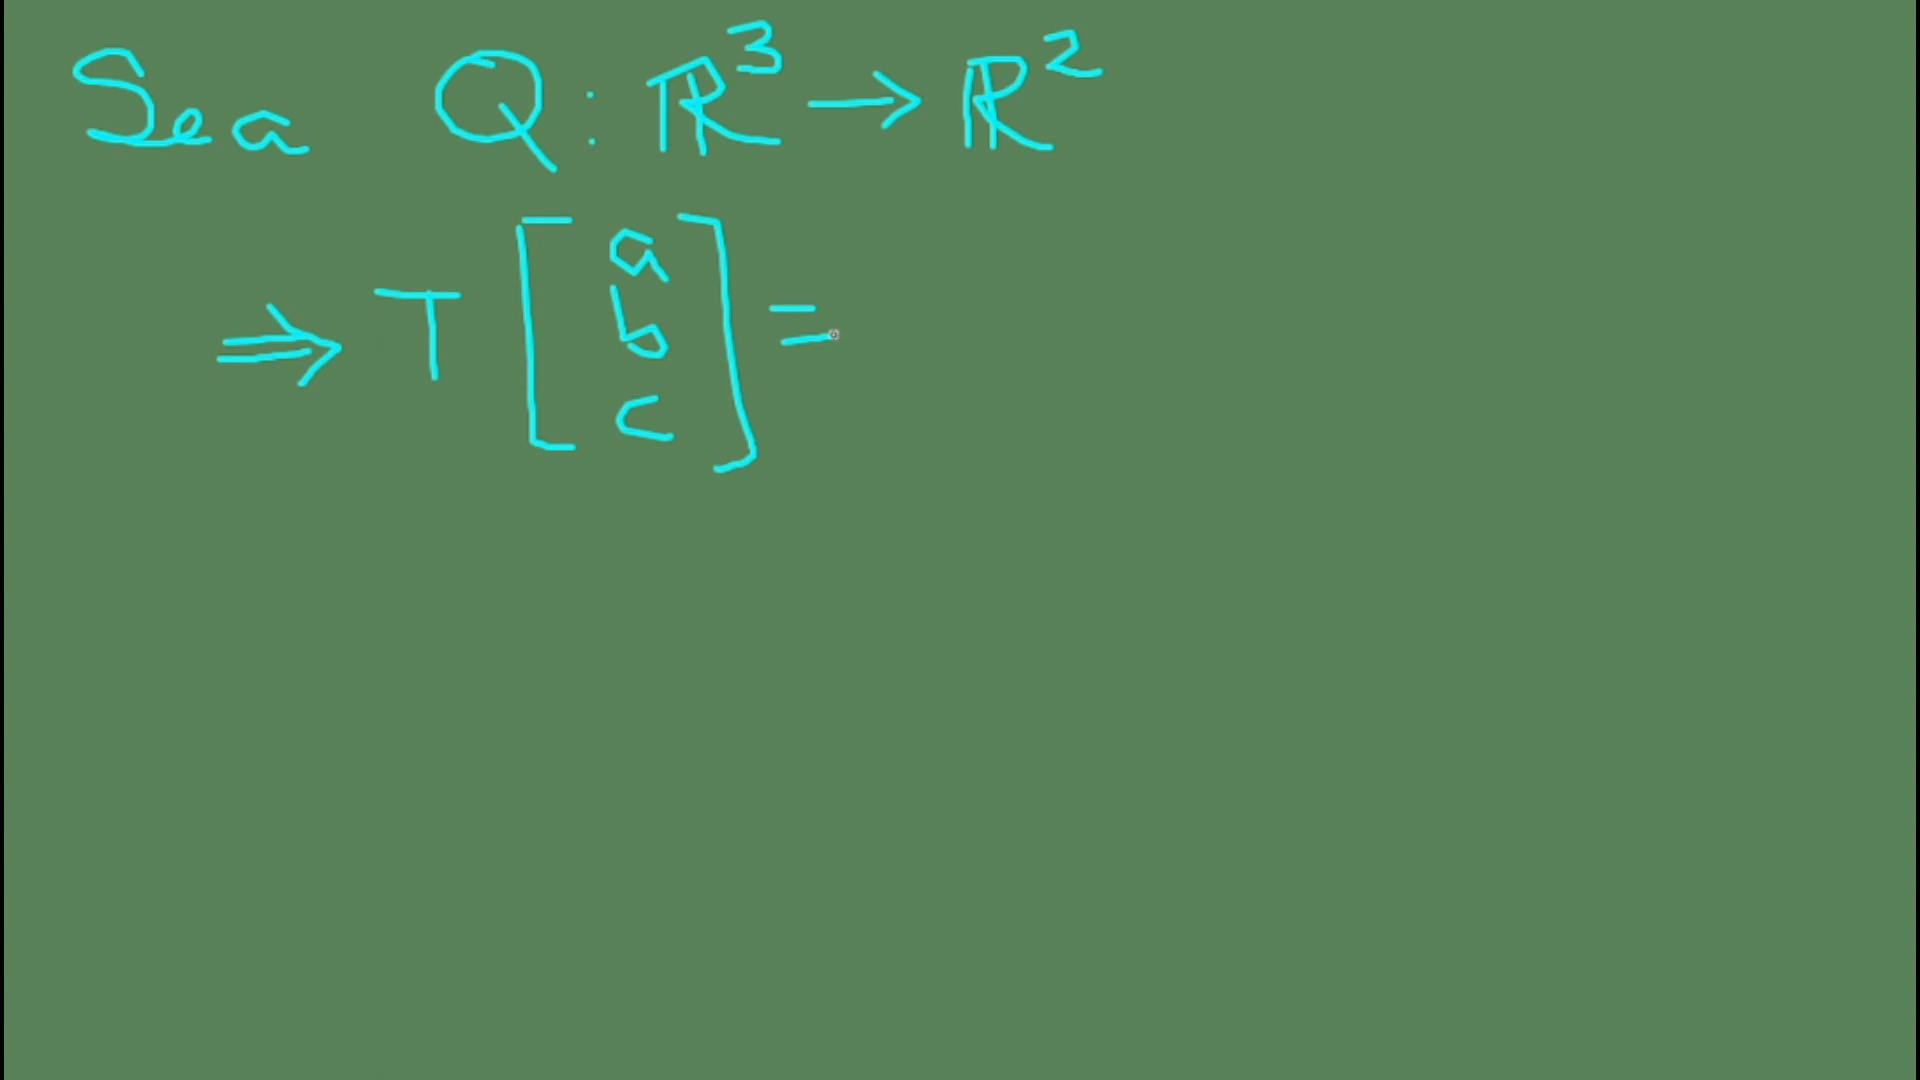 Sea Q : ℝ³ → ℝ²
⇒ T [ a b c ] =